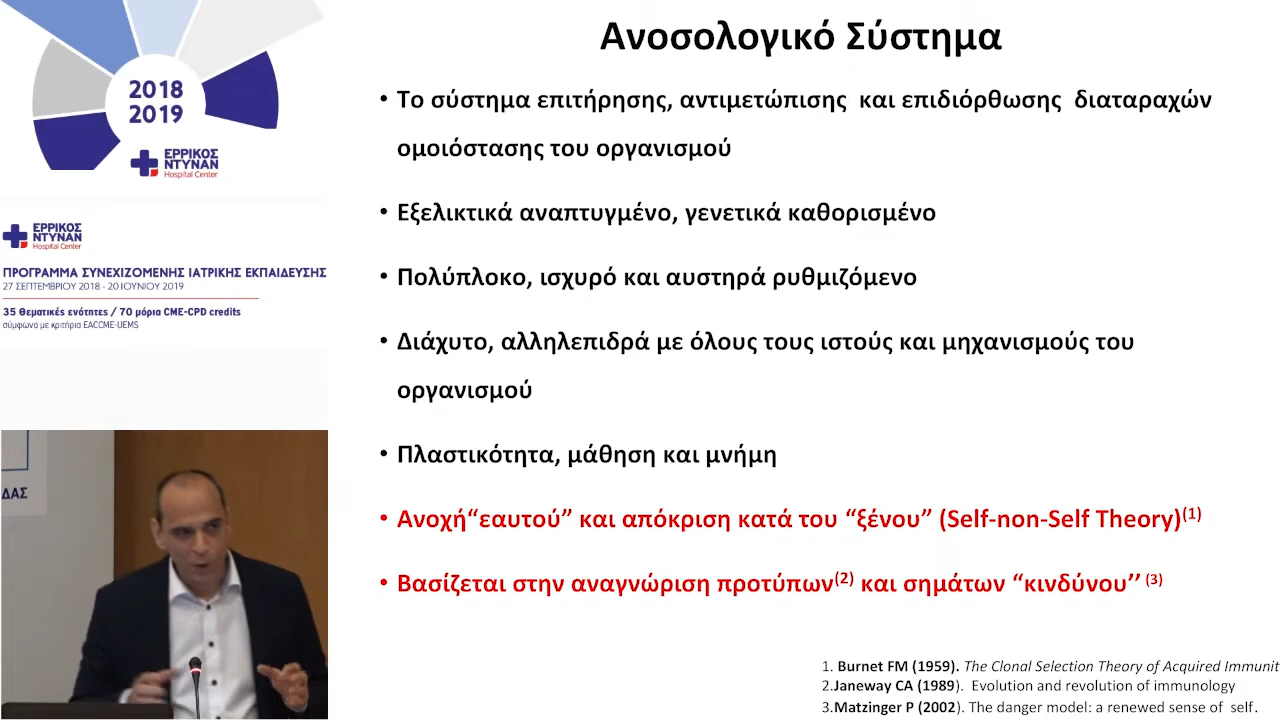 2018
2019
ΕΡΡΙΚΟΣ
ΝΤΥΝΑΝ
Hospital Center
ΕΡΡΙΚΟΣ
ΝΤΥΝΑΝ
Hospital Center
ΠΡΟΓΡΑΜΜΑ ΣΥΝΕΧΙΖΟΜΕΝΗΣ ΙΑΤΡΙΚΗΣ ΕΚΠΑΙΔΕΥΣΗΣ
27 ΣΕΠΤΕΜΒΡΙΟΥ 2018 - 20 ΙΟΥΝΙΟΥ 2019
35 Θεματικές ενότητες / 70 μόρια CME-CPD credits
σύμφωνα με κριτήρια EACCME-UEMS
ΔΑΣ
Ανοσολογικό Σύστημα
• Το σύστημα επιτήρησης, αντιμετώπισης και επιδιόρθωσης διαταραχών
ομοιόστασης του οργανισμού
• Εξελικτικά αναπτυγμένο, γενετικά καθορισμένο
• Πολύπλοκο, ισχυρό και αυστηρά ρυθμιζόμενο
• Διάχυτο, αλληλεπιδρά με όλους τους ιστούς και μηχανισμούς του
οργανισμού
• Πλαστικότητα, μάθηση και μνήμη
• Ανοχή“εαυτού” και απόκριση κατά του “ξένου” (Self-non-Self Theory)(1)
• Βασίζεται στην αναγνώριση προτύπων(2) και σημάτων “κινδύνου’’ (3)
1. Burnet FM (1959). The Clonal Selection Theory of Acquired Immunit
2.Janeway CA (1989). Evolution and revolution of immunology
3.Matzinger P (2002). The danger model: a renewed sense of self.